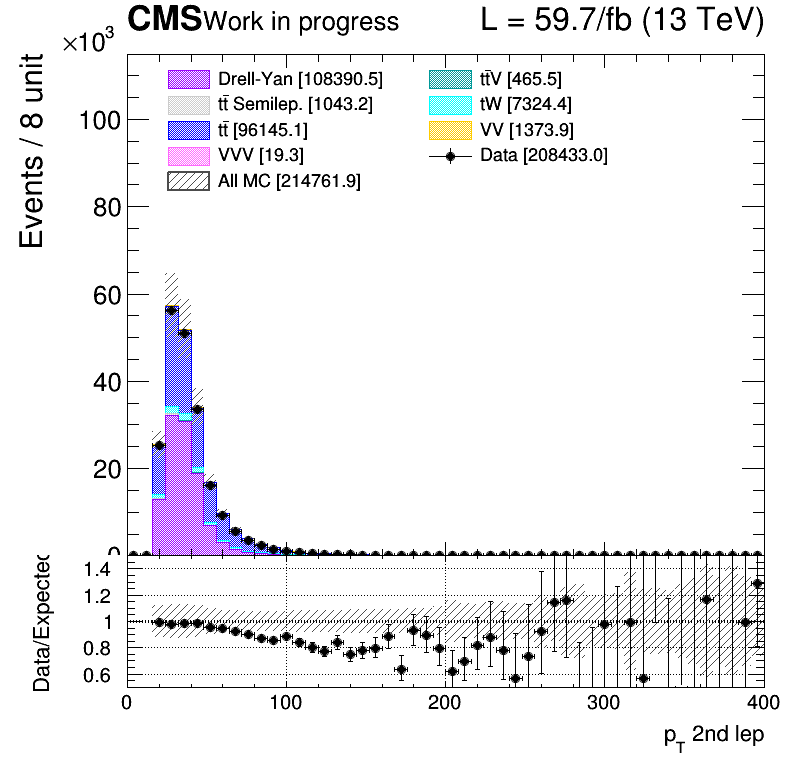 CMS Work in progress L = 59.7/fb (13 TeV)
×10³
Events / 8 unit
Drell-Yan [108390.5]
tt̄ Semilep. [1043.2]
tt̄ [96145.1]
VVV [19.3]
All MC [214761.9]
tt̄V [465.5]
tW [7324.4]
VV [1373.9]
Data [208433.0]
100
80
60
40
20
0
Data/Expected
1.4
1.2
1
0.8
0.6
0 100 200 300 400
p_T 2nd lep